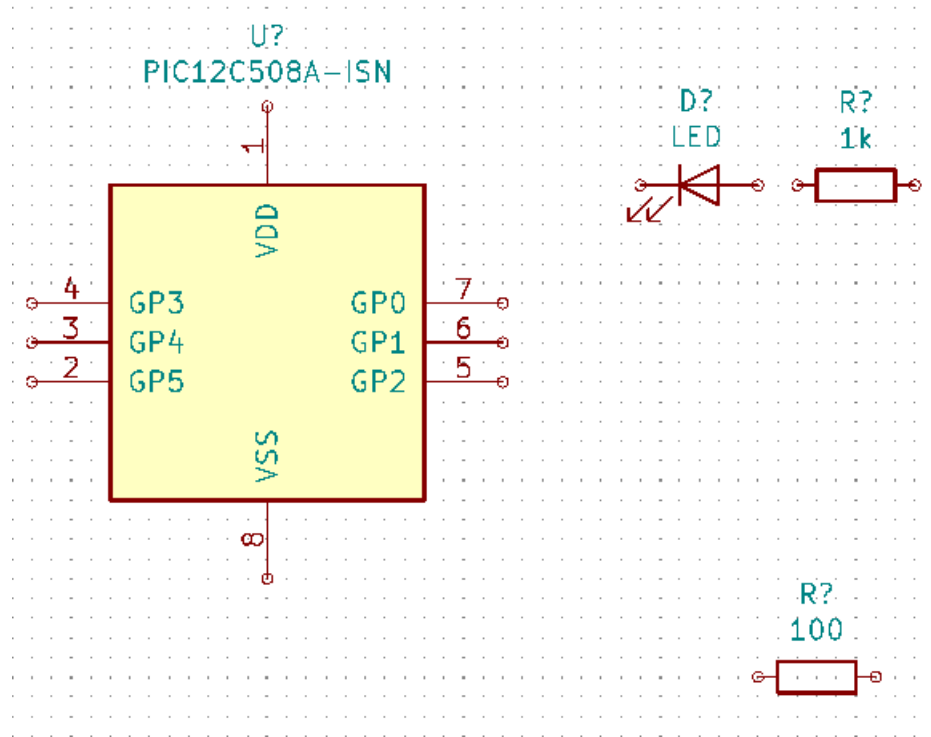 U?
PIC12C508A-ISN
D?
LED
R?
1k
1
VDD
4
GP3
GP0
7
3
GP4
GP1
6
2
GP5
GP2
5
VSS
8
R?
100